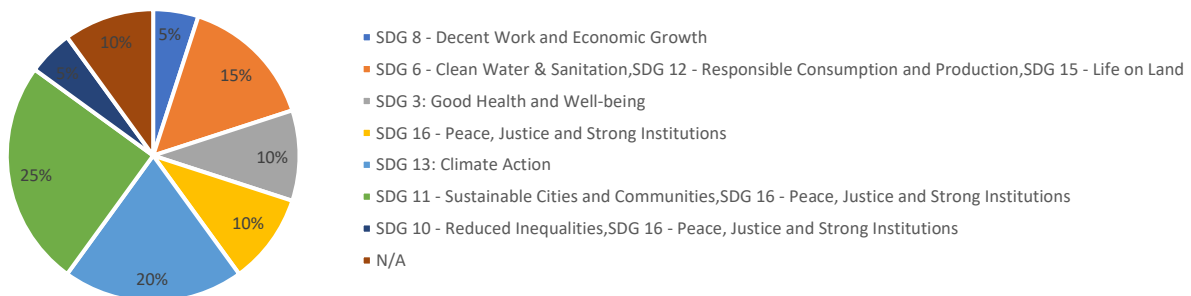 10%
5%
15%
5%
10%
25%
10%
20%
SDG 8 - Decent Work and Economic Growth
SDG 6 - Clean Water & Sanitation,SDG 12 - Responsible Consumption and Production,SDG 15 - Life on Land
SDG 3: Good Health and Well-being
SDG 16 - Peace, Justice and Strong Institutions
SDG 13: Climate Action
SDG 11 - Sustainable Cities and Communities,SDG 16 - Peace, Justice and Strong Institutions
SDG 10 - Reduced Inequalities,SDG 16 - Peace, Justice and Strong Institutions
N/A